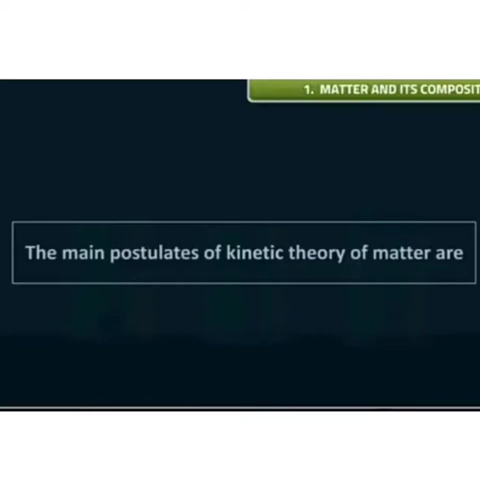 1. MATTER AND ITS COMPOSIT
The main postulates of kinetic theory of matter are